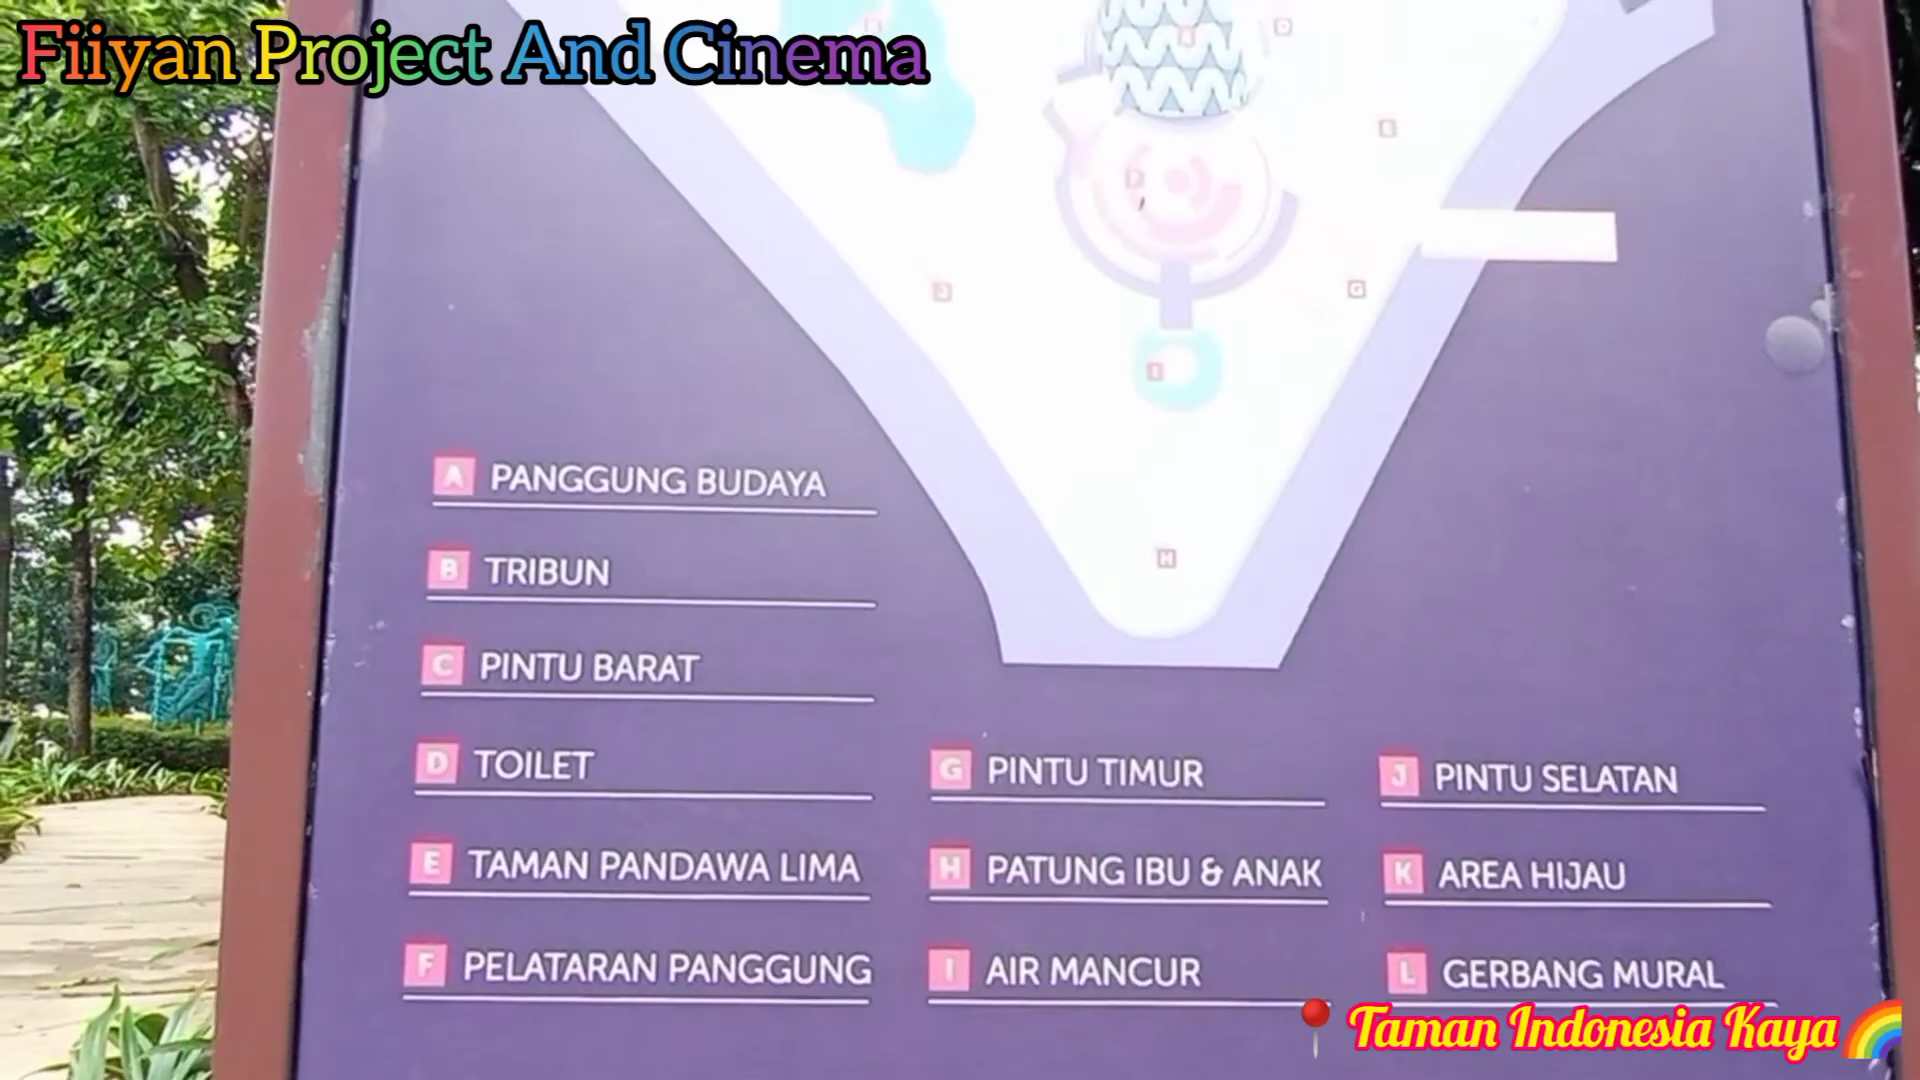 Fiiyan Project And Cinema
D
E
J
G
I
H
A PANGGUNG BUDAYA
B TRIBUN
C PINTU BARAT
D TOILET
E TAMAN PANDAWA LIMA
F PELATARAN PANGGUNG
G PINTU TIMUR
H PATUNG IBU & ANAK
I AIR MANCUR
J PINTU SELATAN
K AREA HIJAU
L GERBANG MURAL
Taman Indonesia Kaya